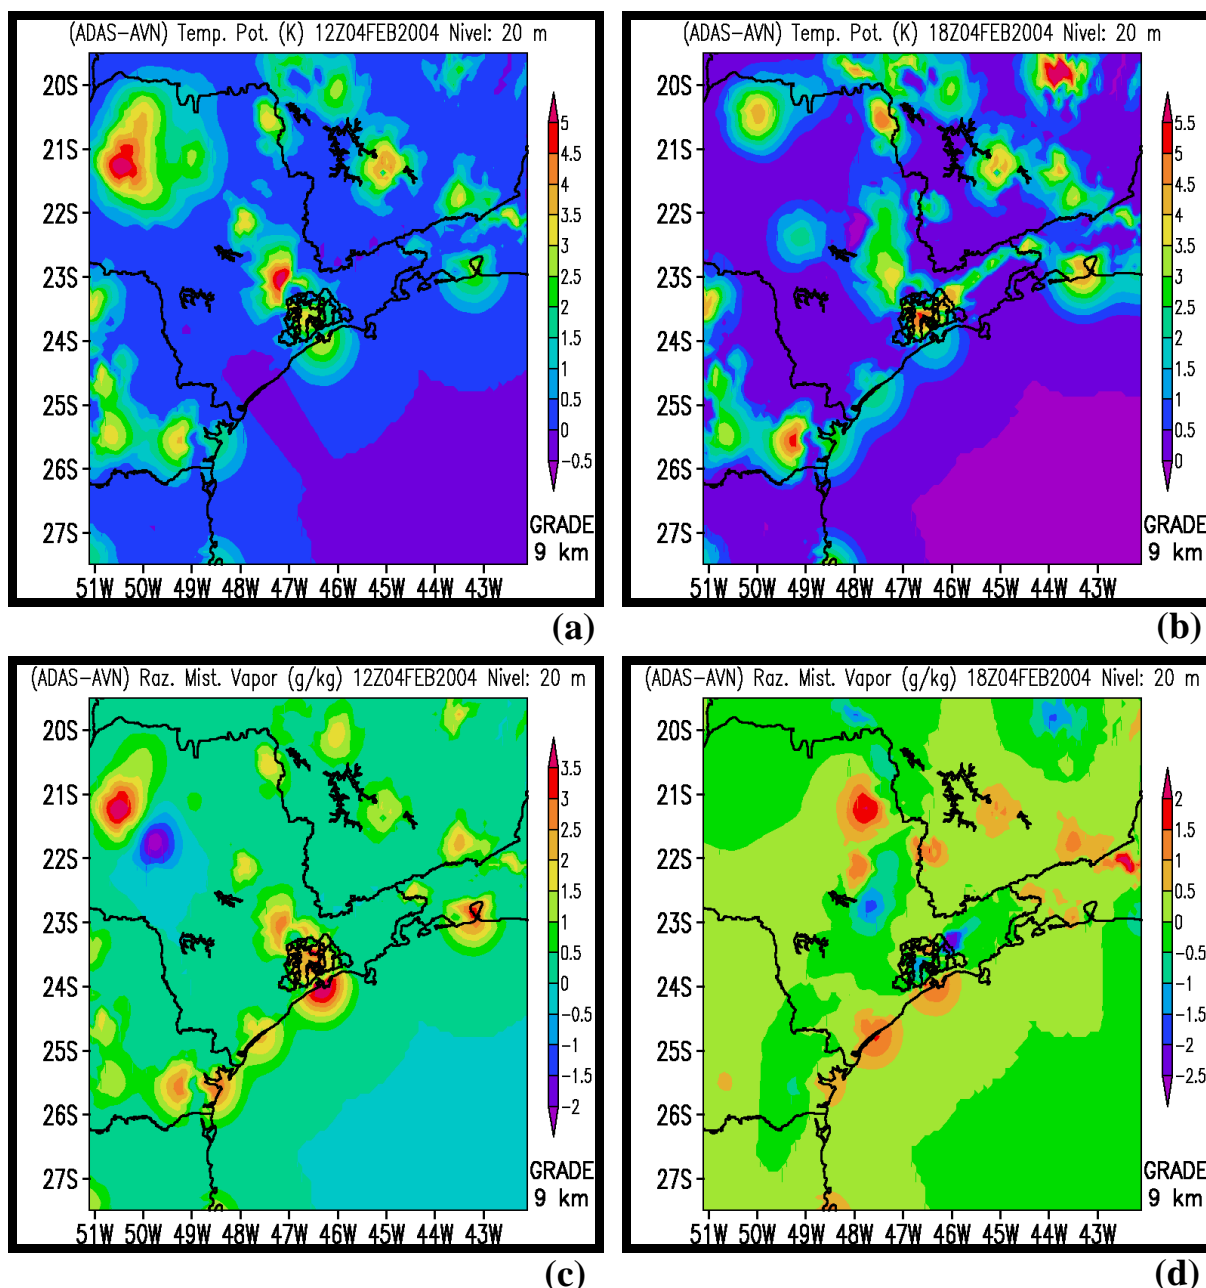 (ADAS-AVN) Temp. Pot. (K) 12Z04FEB2004 Nivel: 20 m
20S
21S
22S
23S
24S
25S
26S
27S
51W 50W 49W 48W 47W 46W 45W 44W 43W
5
4.5
4
3.5
3
2.5
2
1.5
1
0.5
0
-0.5
GRADE
9 km
(a)
(ADAS-AVN) Temp. Pot. (K) 18Z04FEB2004 Nivel: 20 m
20S
21S
22S
23S
24S
25S
26S
27S
51W 50W 49W 48W 47W 46W 45W 44W 43W
5.5
5
4.5
4
3.5
3
2.5
2
1.5
1
0.5
0
GRADE
9 km
(b)
(ADAS-AVN) Raz. Mist. Vapor (g/kg) 12Z04FEB2004 Nivel: 20 m
20S
21S
22S
23S
24S
25S
26S
27S
51W 50W 49W 48W 47W 46W 45W 44W 43W
3.5
3
2.5
2
1.5
1
0.5
0
-0.5
-1
-1.5
-2
GRADE
9 km
(c)
(ADAS-AVN) Raz. Mist. Vapor (g/kg) 18Z04FEB2004 Nivel: 20 m
20S
21S
22S
23S
24S
25S
26S
27S
51W 50W 49W 48W 47W 46W 45W 44W 43W
2
1.5
1
0.5
0
-0.5
-1
-1.5
-2
-2.5
GRADE
9 km
(d)